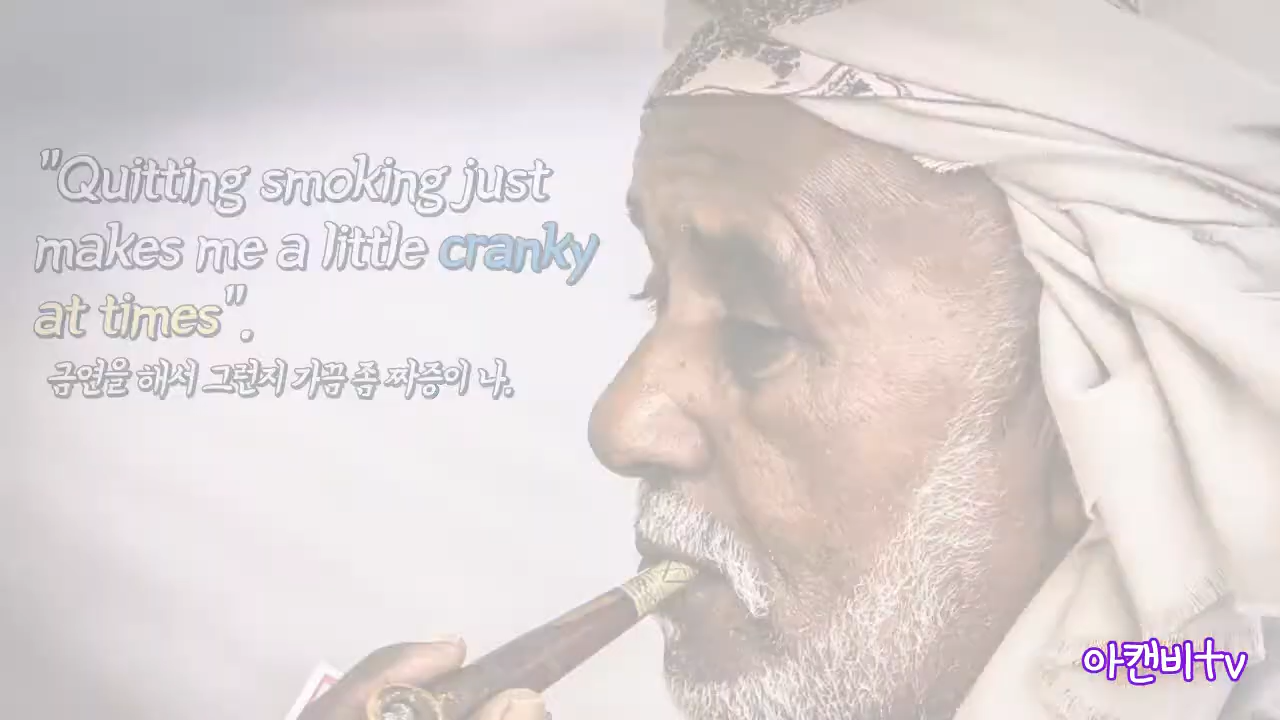 "Quitting smoking just
makes me a little cranky
at times".
금연을 해서 그런지 가끔 좀 짜증이 나.
아캔비tv